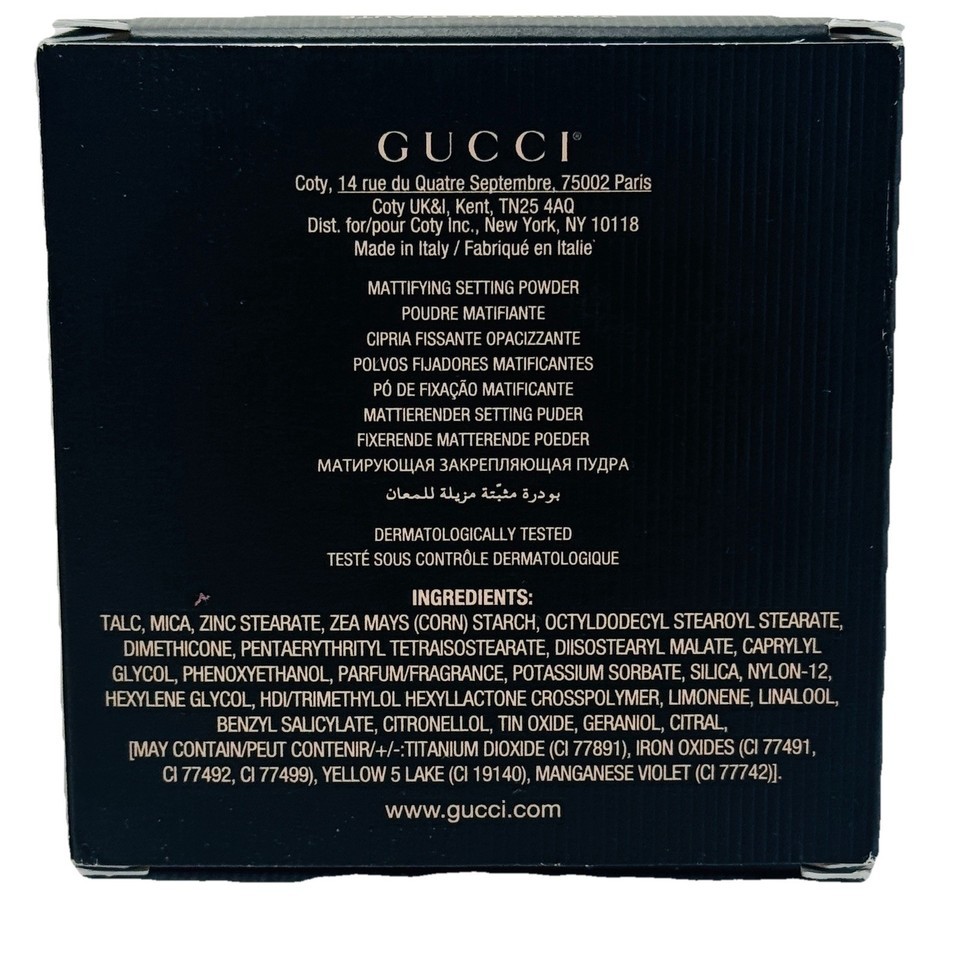 GUCCI®
Coty, 14 rue du Quatre Septembre, 75002 Paris
Coty UK&I, Kent, TN25 4AQ
Dist. for/pour Coty Inc., New York, NY 10118
Made in Italy / Fabriqué en Italie
MATTIFYING SETTING POWDER
POUDRE MATIFIANTE
CIPRIA FISSANTE OPACIZZANTE
POLVOS FIJADORES MATIFICANTES
PÓ DE FIXAÇÃO MATIFICANTE
MATTIERENDER SETTING PUDER
FIXERENDE MATTERENDE POEDER
МАТИРУЮЩАЯ ЗАКРЕПЛЯЮЩАЯ ПУДРА
بودرة مثبّتة مزيلة للمعان
DERMATOLOGICALLY TESTED
TESTÉ SOUS CONTRÔLE DERMATOLOGIQUE
INGREDIENTS:
TALC, MICA, ZINC STEARATE, ZEA MAYS (CORN) STARCH, OCTYLDODECYL STEAROYL STEARATE,
DIMETHICONE, PENTAERYTHRITYL TETRAISOSTEARATE, DIISOSTEARYL MALATE, CAPRYLYL
GLYCOL, PHENOXYETHANOL, PARFUM/FRAGRANCE, POTASSIUM SORBATE, SILICA, NYLON-12,
HEXYLENE GLYCOL, HDI/TRIMETHYLOL HEXYLLACTONE CROSSPOLYMER, LIMONENE, LINALOOL,
BENZYL SALICYLATE, CITRONELLOL, TIN OXIDE, GERANIOL, CITRAL,
[MAY CONTAIN/PEUT CONTENIR/+/-:TITANIUM DIOXIDE (CI 77891), IRON OXIDES (CI 77491,
CI 77492, CI 77499), YELLOW 5 LAKE (CI 19140), MANGANESE VIOLET (CI 77742)].
www.gucci.com